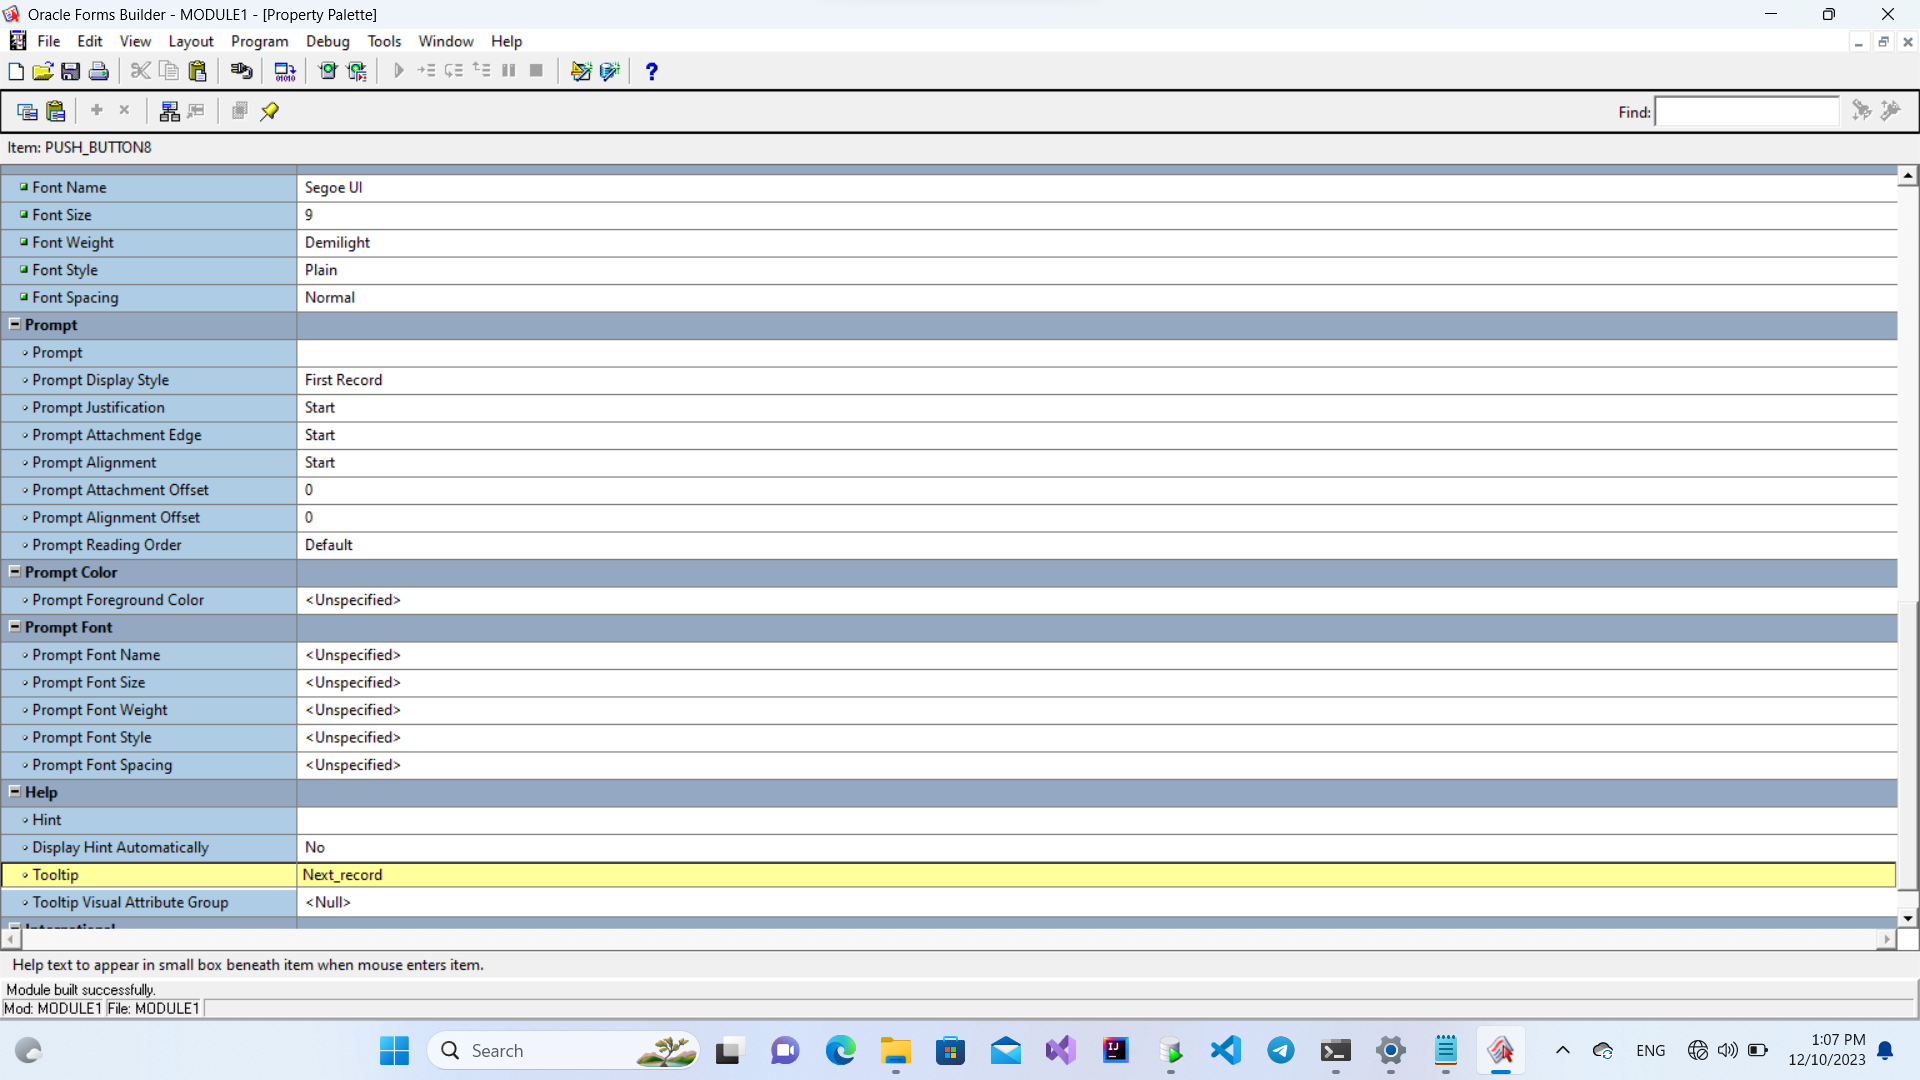 Oracle Forms Builder - MODULE1 - [Property Palette]
File Edit View Layout Program Debug Tools Window Help
Find:
Item: PUSH_BUTTON8
Font Name Segoe UI
Font Size 9
Font Weight Demilight
Font Style Plain
Font Spacing Normal
Prompt
Prompt
Prompt Display Style First Record
Prompt Justification Start
Prompt Attachment Edge Start
Prompt Alignment Start
Prompt Attachment Offset 0
Prompt Alignment Offset 0
Prompt Reading Order Default
Prompt Color
Prompt Foreground Color <Unspecified>
Prompt Font
Prompt Font Name <Unspecified>
Prompt Font Size <Unspecified>
Prompt Font Weight <Unspecified>
Prompt Font Style <Unspecified>
Prompt Font Spacing <Unspecified>
Help
Hint
Display Hint Automatically No
Tooltip Next_record
Tooltip Visual Attribute Group <Null>
International
Help text to appear in small box beneath item when mouse enters item.
Module built successfully.
Mod: MODULE1 File: MODULE1
Search
ENG
1:07 PM
12/10/2023